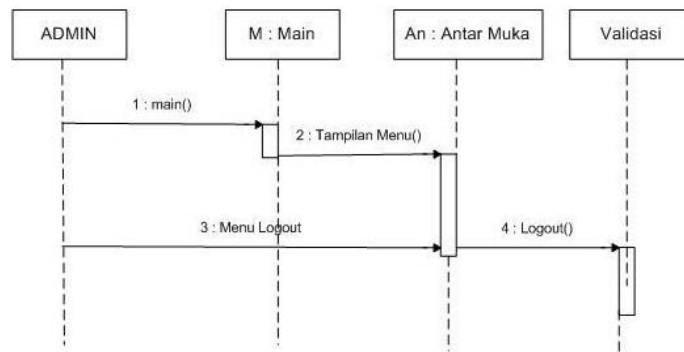 ADMIN
M : Main
An : Antar Muka
Validasi
1 : main()
2 : Tampilan Menu()
3 : Menu Logout
4 : Logout()